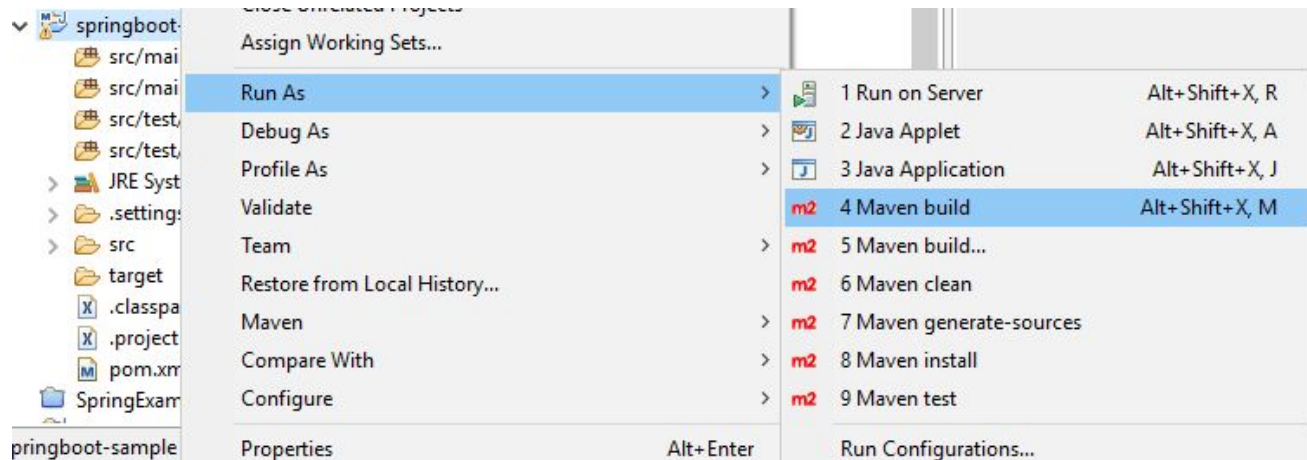 springboot-
src/mai
src/mai
src/test/
src/test/
JRE Syst
.settings
src
target
.classpa
.project
pom.xm
SpringExam
pringboot-sample
Close Unrelated Projects
Assign Working Sets...
Run As
Debug As
Profile As
Validate
Team
Restore from Local History...
Maven
Compare With
Configure
Properties Alt+Enter
1 Run on Server Alt+Shift+X, R
2 Java Applet Alt+Shift+X, A
3 Java Application Alt+Shift+X, J
m2 4 Maven build Alt+Shift+X, M
m2 5 Maven build...
m2 6 Maven clean
m2 7 Maven generate-sources
m2 8 Maven install
m2 9 Maven test
Run Configurations...